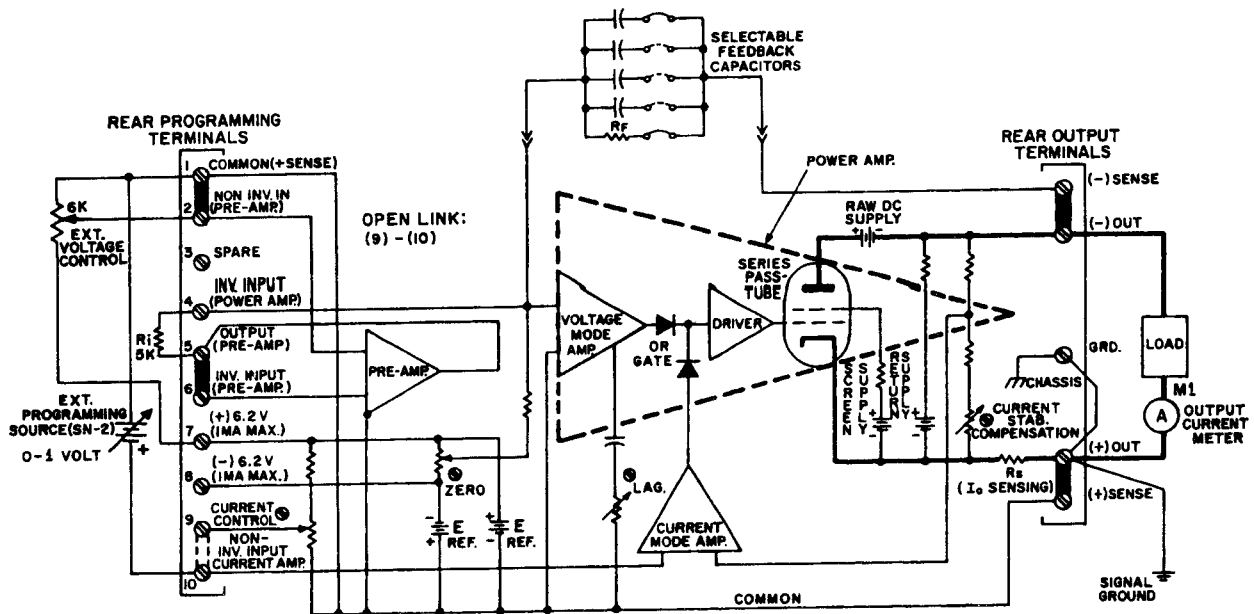 SELECTABLE
FEEDBACK
CAPACITORS
RF
REAR PROGRAMMING
TERMINALS
1
COMMON(+SENSE)
2
NON INV. IN
(PRE-AMP.)
6K
EXT.
VOLTAGE
CONTROL
3
SPARE
4
INV. INPUT
(POWER AMP.)
Ri
5K
5
OUTPUT
(PRE-AMP)
6
INV. INPUT
(PRE-AMP.)
EXT.
PROGRAMMING
SOURCE(SN-2)
+
0-1 VOLT
7
(+) 6.2 V
(1MA MAX.)
8
(-) 6.2V
(1MA MAX.)
9
CURRENT
CONTROL
NON-
INV. INPUT
CURRENT AMP.
10
OPEN LINK:
(9) - (10)
PRE-AMP.
ZERO
-
+
E
REF.
+
-
E
REF.
POWER AMP.
VOLTAGE
MODE
AMP.
OR
GATE
DRIVER
SERIES
PASS-
TUBE
RAW DC
SUPPLY
+ -
LAG.
CURRENT
MODE AMP.
SCREEN
SUPPLY
+
-
RETURN
SUPPLY
+
-
CURRENT
STAB.
COMPENSATION
Rs
(Io SENSING)
COMMON
REAR OUTPUT
TERMINALS
(-) SENSE
(-) OUT
GRD.
CHASSIS
(+) OUT
(+)SENSE
LOAD
M1
A
OUTPUT
CURRENT
METER
SIGNAL
GROUND